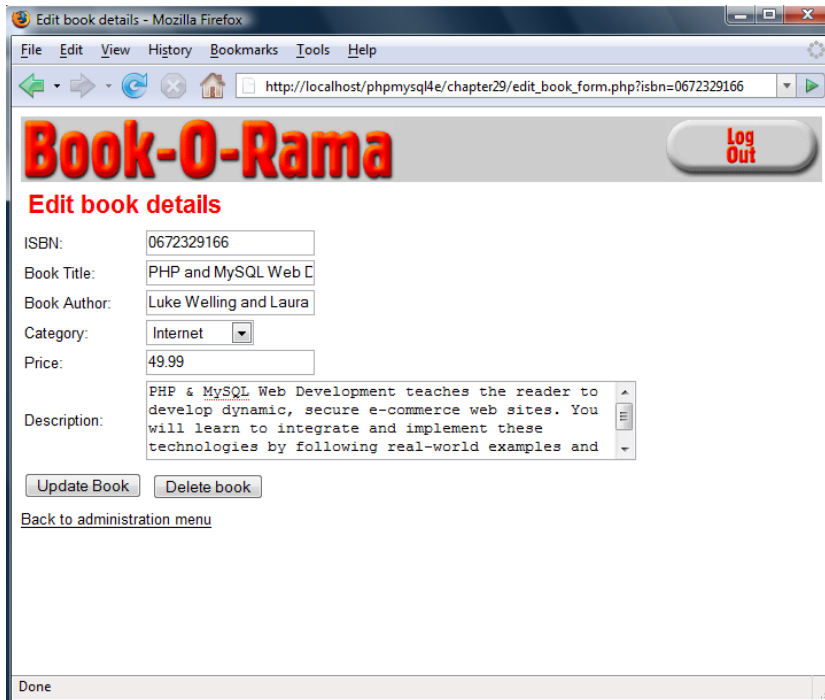 Edit book details - Mozilla Firefox
File Edit View History Bookmarks Tools Help
http://localhost/phpmysql4e/chapter29/edit_book_form.php?isbn=0672329166
Book-O-Rama
Log
Out
Edit book details
ISBN: 0672329166
Book Title: PHP and MySQL Web D
Book Author: Luke Welling and Laura
Category: Internet
Price: 49.99
Description:
PHP & MySQL Web Development teaches the reader to
develop dynamic, secure e-commerce web sites. You
will learn to integrate and implement these
technologies by following real-world examples and
Update Book Delete book
Back to administration menu
Done